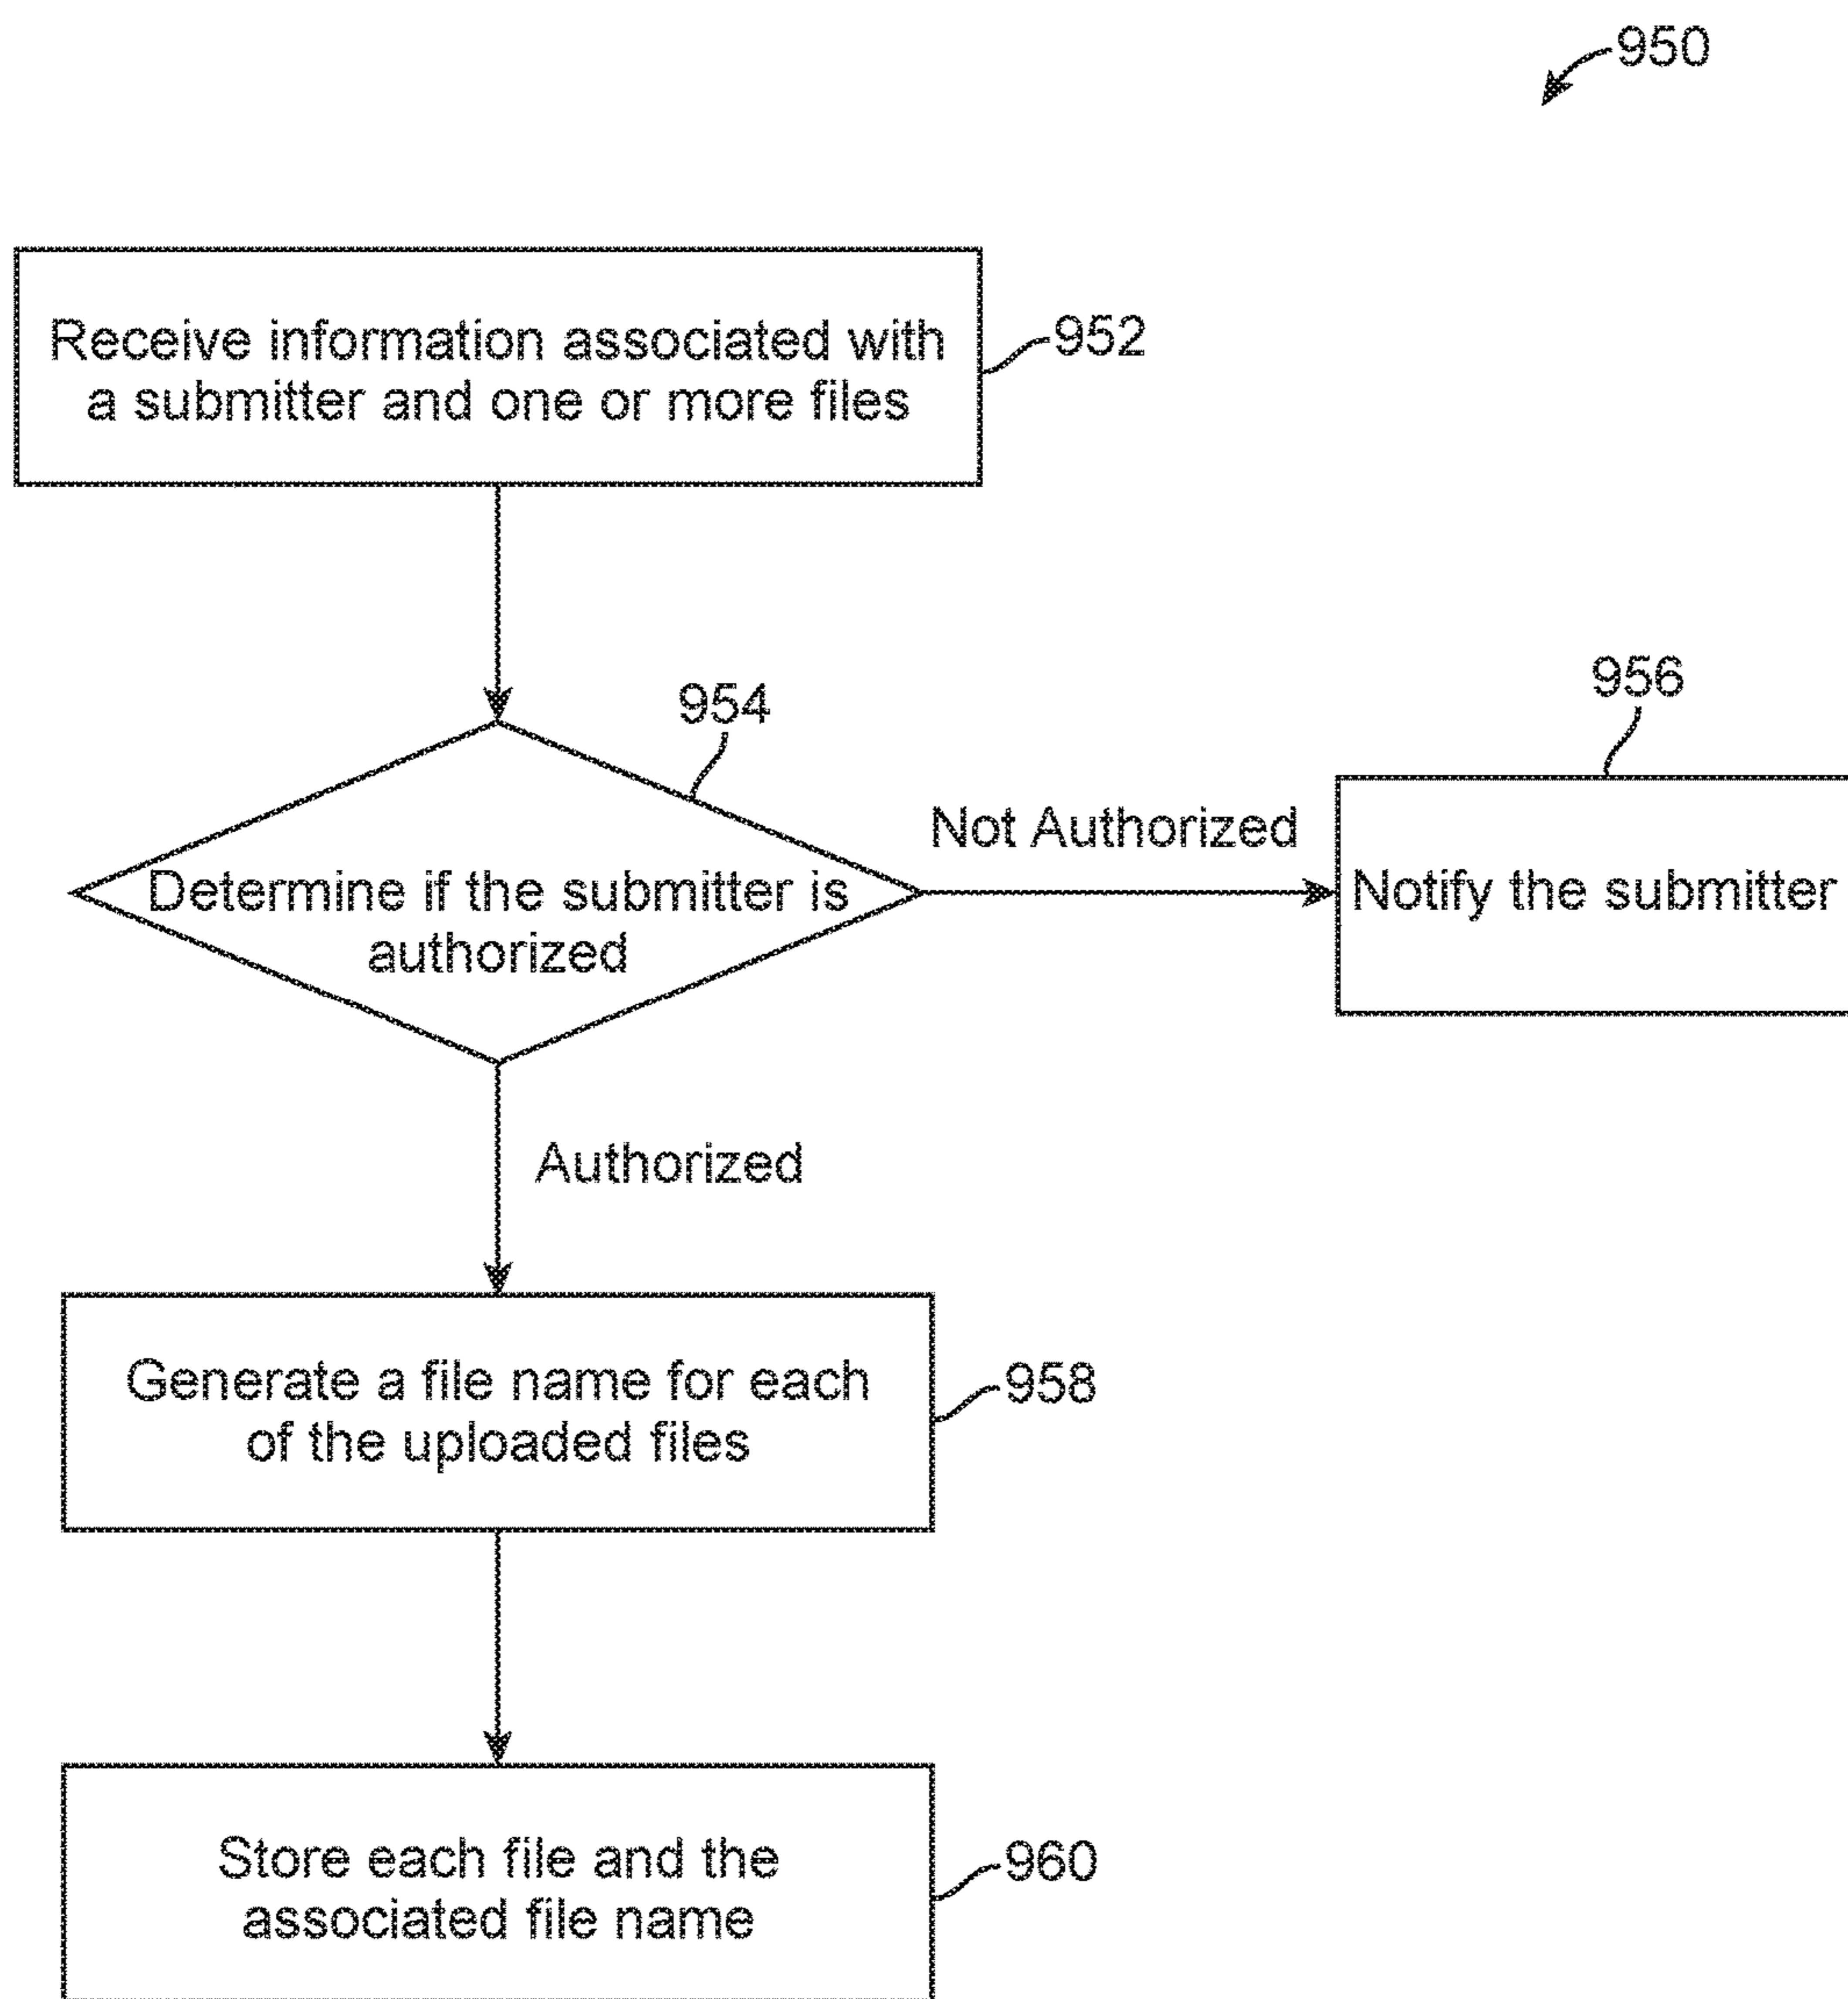 950
Receive information associated with
a submitter and one or more files
952
954
956
Not Authorized
Determine if the submitter is
authorized
Notify the submitter
Authorized
Generate a file name for each
of the uploaded files
958
Store each file and the
associated file name
960